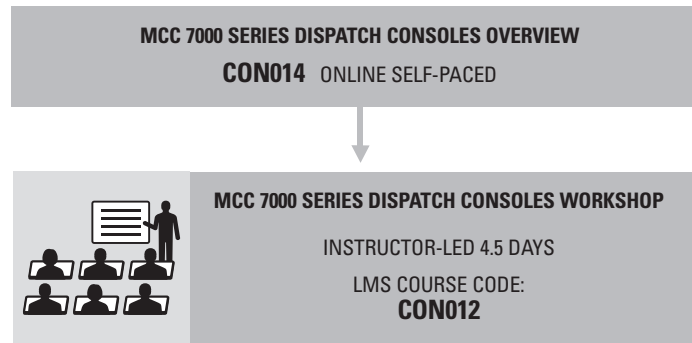 MCC 7000 SERIES DISPATCH CONSOLES OVERVIEW
CON014 ONLINE SELF-PACED
MCC 7000 SERIES DISPATCH CONSOLES WORKSHOP
INSTRUCTOR-LED 4.5 DAYS
LMS COURSE CODE:
CON012